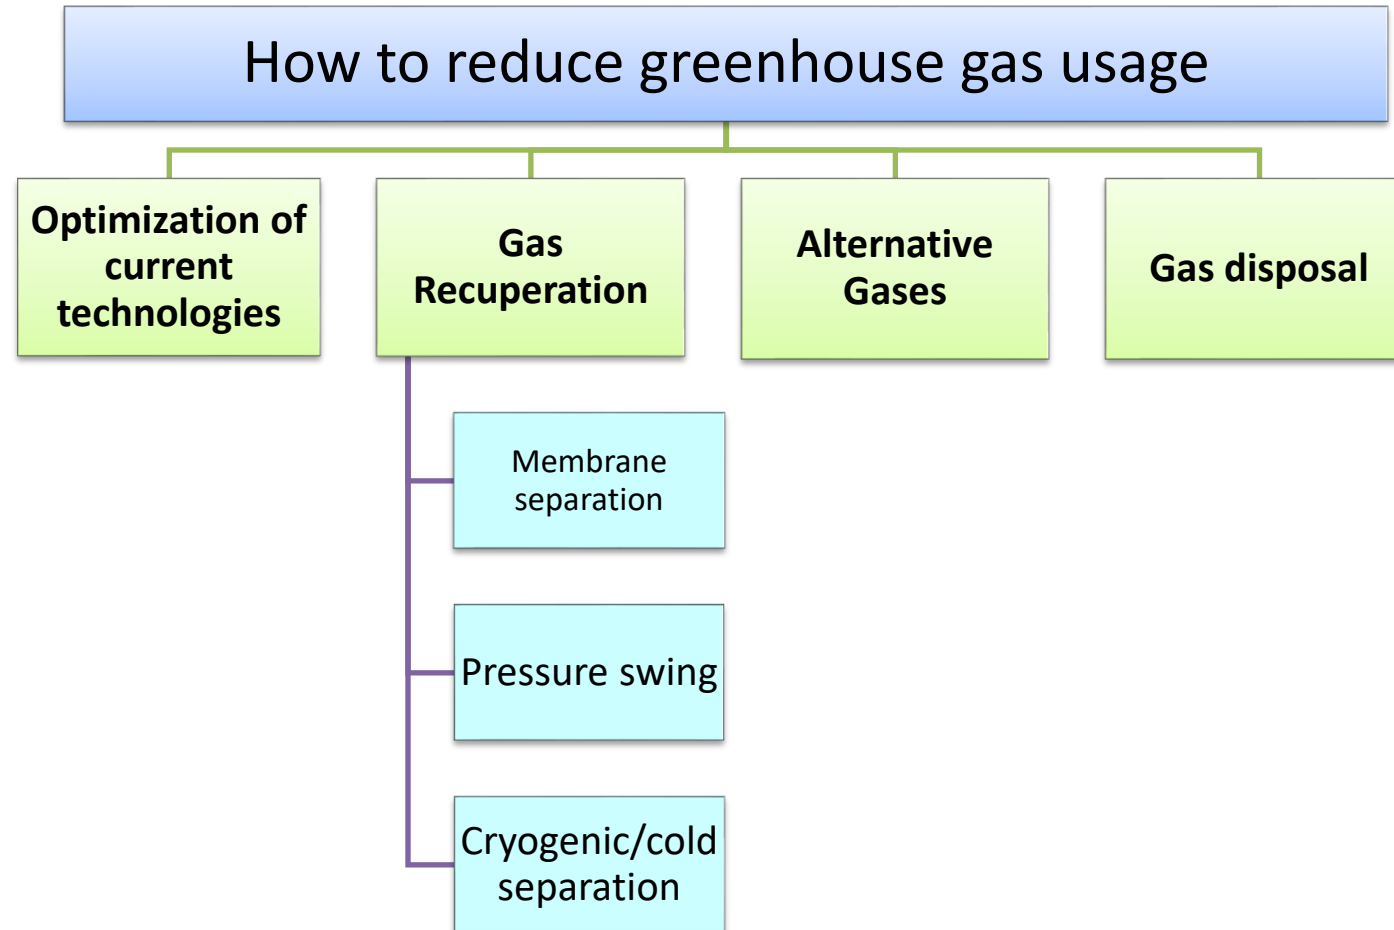 How to reduce greenhouse gas usage
Optimization of
current
technologies
Gas
Recuperation
Alternative
Gases
Gas disposal
Membrane
separation
Pressure swing
Cryogenic/cold
separation